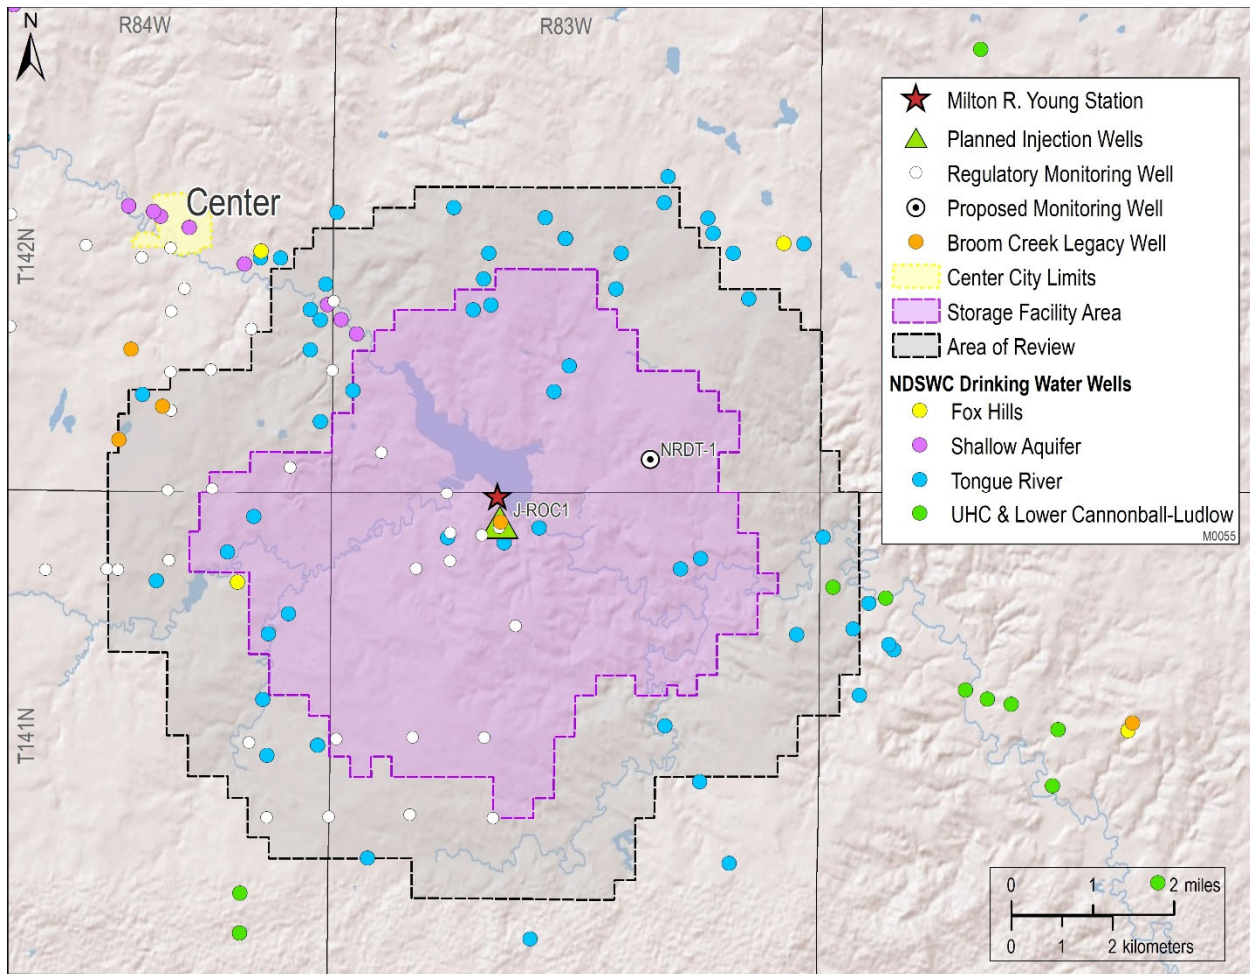 R84W
R83W
N
Milton R. Young Station
Planned Injection Wells
Regulatory Monitoring Well
Proposed Monitoring Well
Broom Creek Legacy Well
Center City Limits
Storage Facility Area
Area of Review
NDSWC Drinking Water Wells
Fox Hills
Shallow Aquifer
Tongue River
UHC & Lower Cannonball-Ludlow
M0055
Center
T142N
NRDT-1
J-ROC1
T141N
0 1 2 miles
0 1 2 kilometers